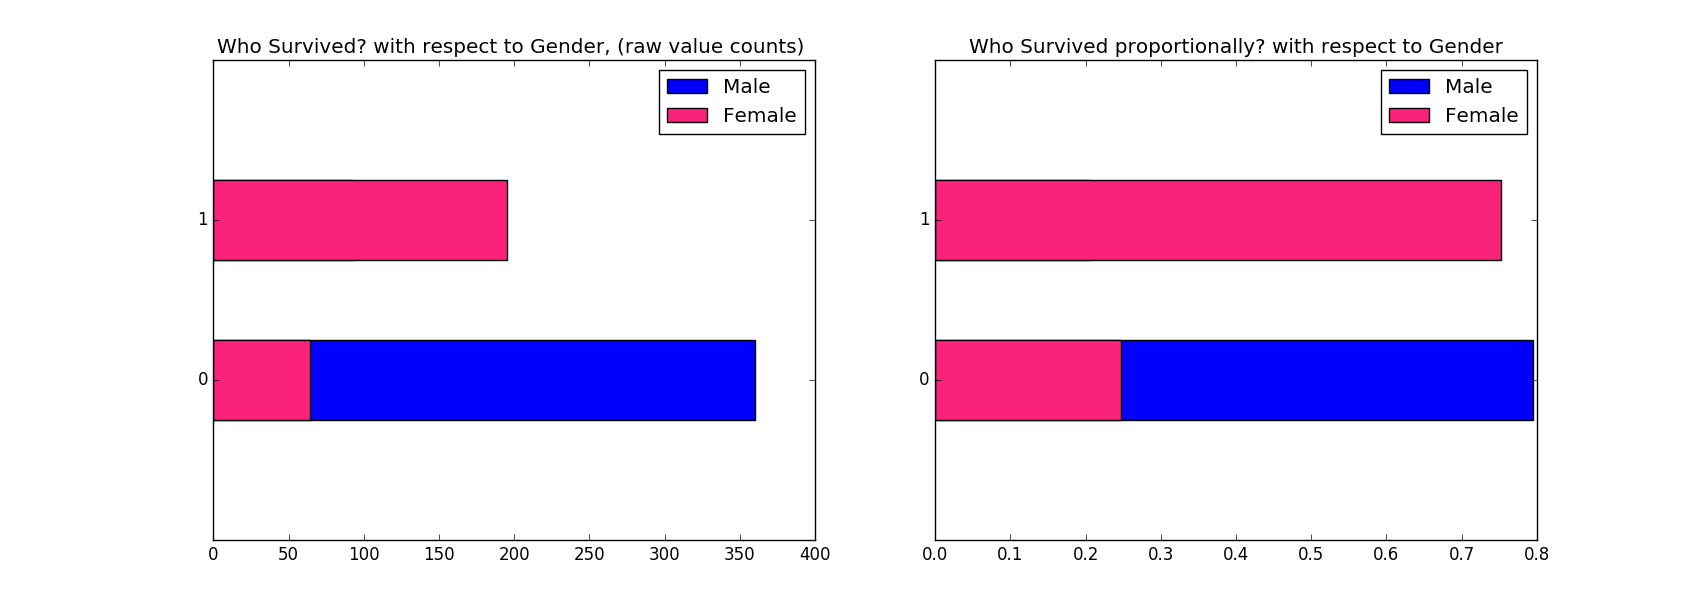 Who Survived? with respect to Gender, (raw value counts)
Male
Female
1
0
0 50 100 150 200 250 300 350 400
Who Survived proportionally? with respect to Gender
Male
Female
1
0
0.0 0.1 0.2 0.3 0.4 0.5 0.6 0.7 0.8